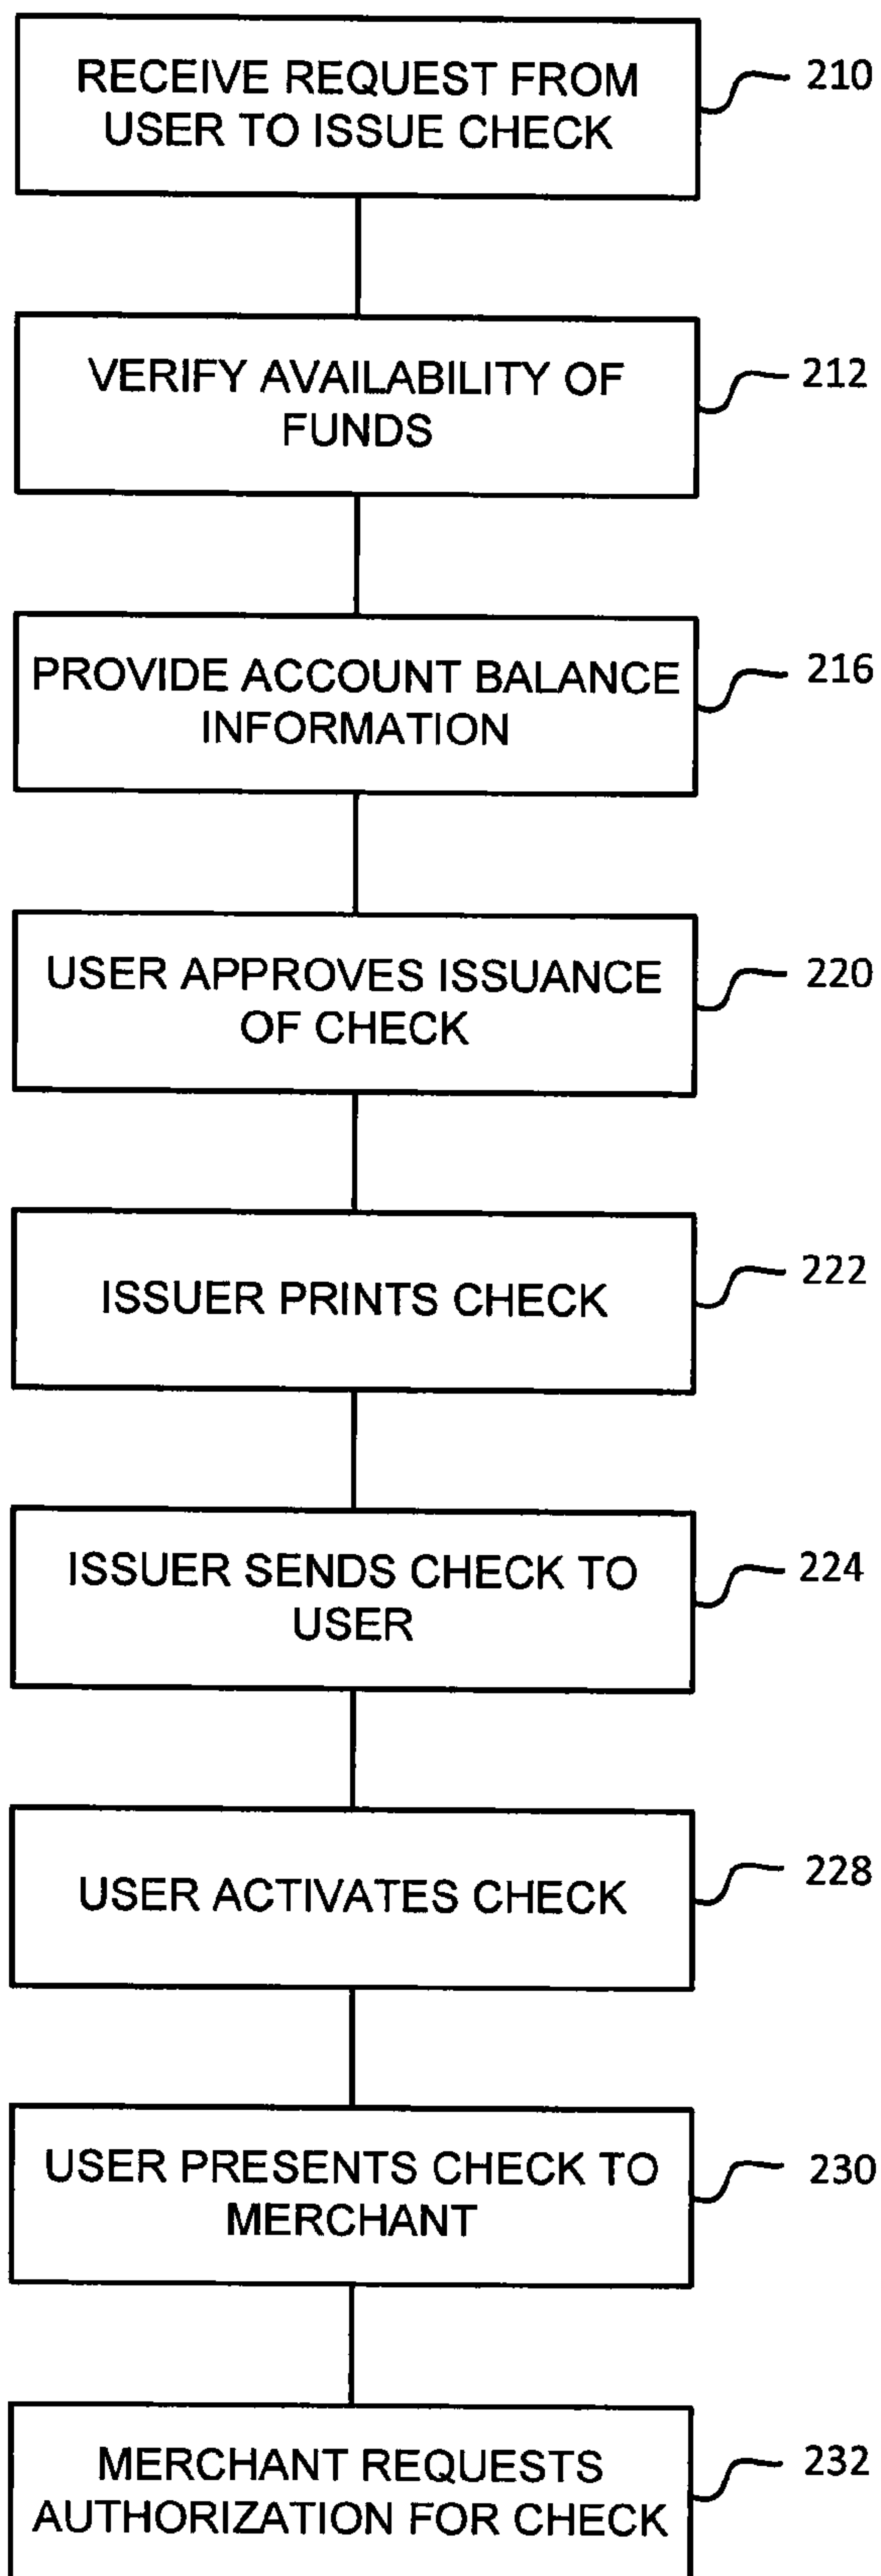 RECEIVE REQUEST FROM
USER TO ISSUE CHECK
210
VERIFY AVAILABILITY OF
FUNDS
212
PROVIDE ACCOUNT BALANCE
INFORMATION
216
USER APPROVES ISSUANCE
OF CHECK
220
ISSUER PRINTS CHECK
222
ISSUER SENDS CHECK TO
USER
224
USER ACTIVATES CHECK
228
USER PRESENTS CHECK TO
MERCHANT
230
MERCHANT REQUESTS
AUTHORIZATION FOR CHECK
232